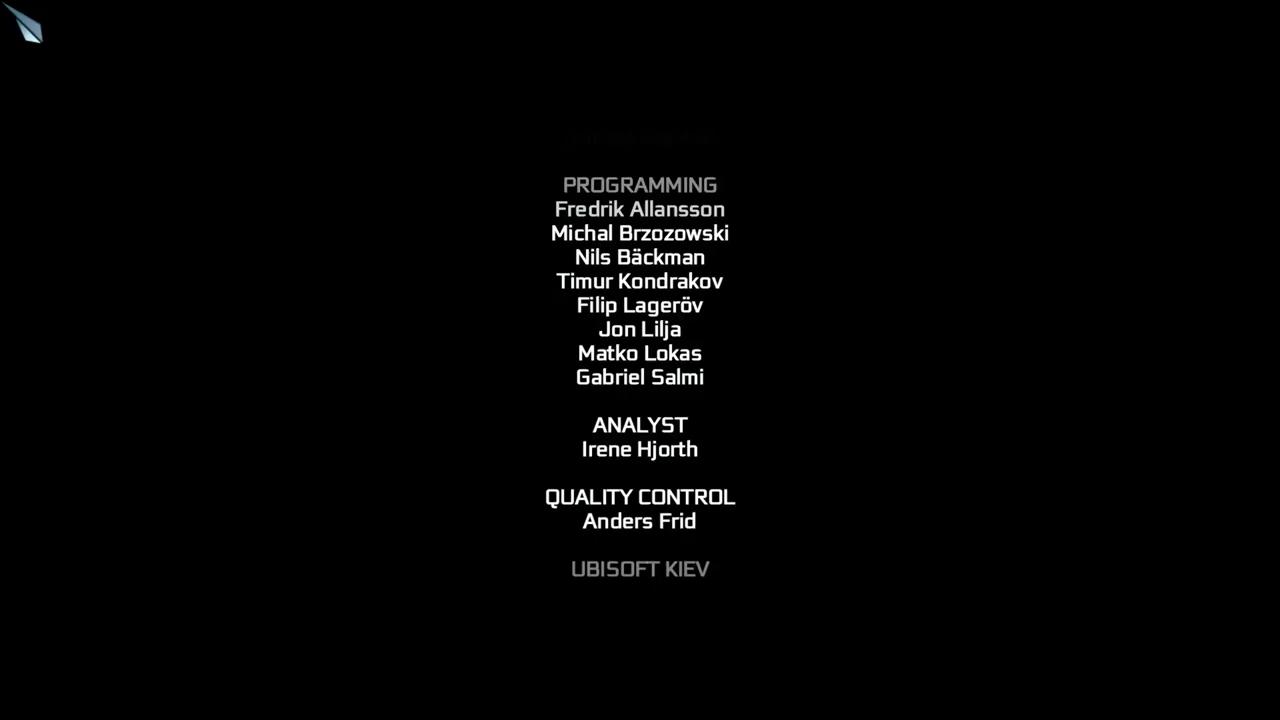 PROGRAMMING
Fredrik Allansson
Michal Brzozowski
Nils Bäckman
Timur Kondrakov
Filip Lageröv
Jon Lilja
Matko Lokas
Gabriel Salmi
ANALYST
Irene Hjorth
QUALITY CONTROL
Anders Frid
UBISOFT KIEV